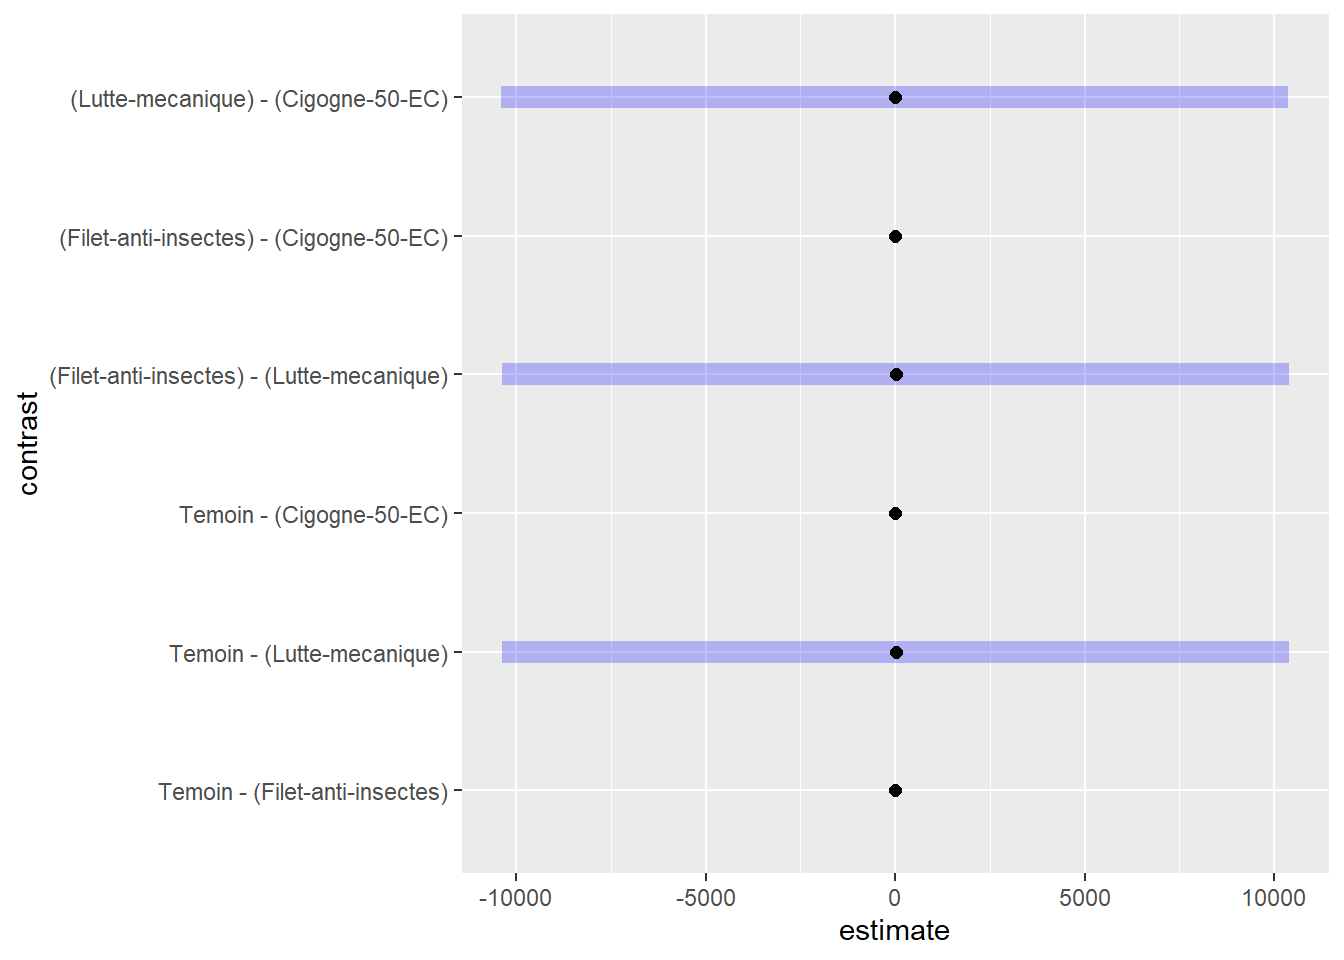 (Lutte-mecanique) - (Cigogne-50-EC)
(Filet-anti-insectes) - (Cigogne-50-EC)
(Filet-anti-insectes) - (Lutte-mecanique)
Temoin - (Cigogne-50-EC)
Temoin - (Lutte-mecanique)
Temoin - (Filet-anti-insectes)
contrast
-10000 -5000 0 5000 10000
estimate